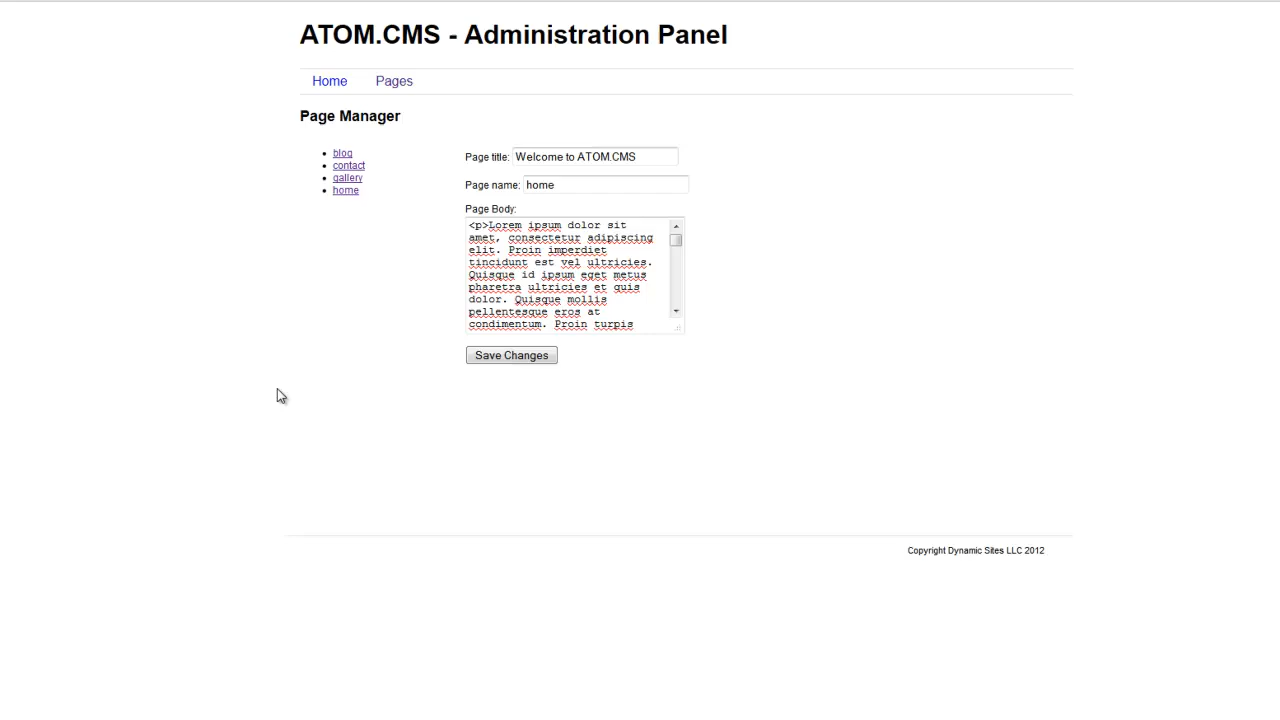 ATOM.CMS - Administration Panel
Home Pages
Page Manager
blog
contact
gallery
home
Page title: Welcome to ATOM.CMS
Page name: home
Page Body:
<p>Lorem ipsum dolor sit
amet, consectetur adipiscing
elit. Proin imperdiet
tincidunt est vel ultricies.
Quisque id ipsum eget metus
pharetra ultricies et quis
dolor. Quisque mollis
pellentesque eros at
condimentum. Proin turpis
Save Changes
Copyright Dynamic Sites LLC 2012